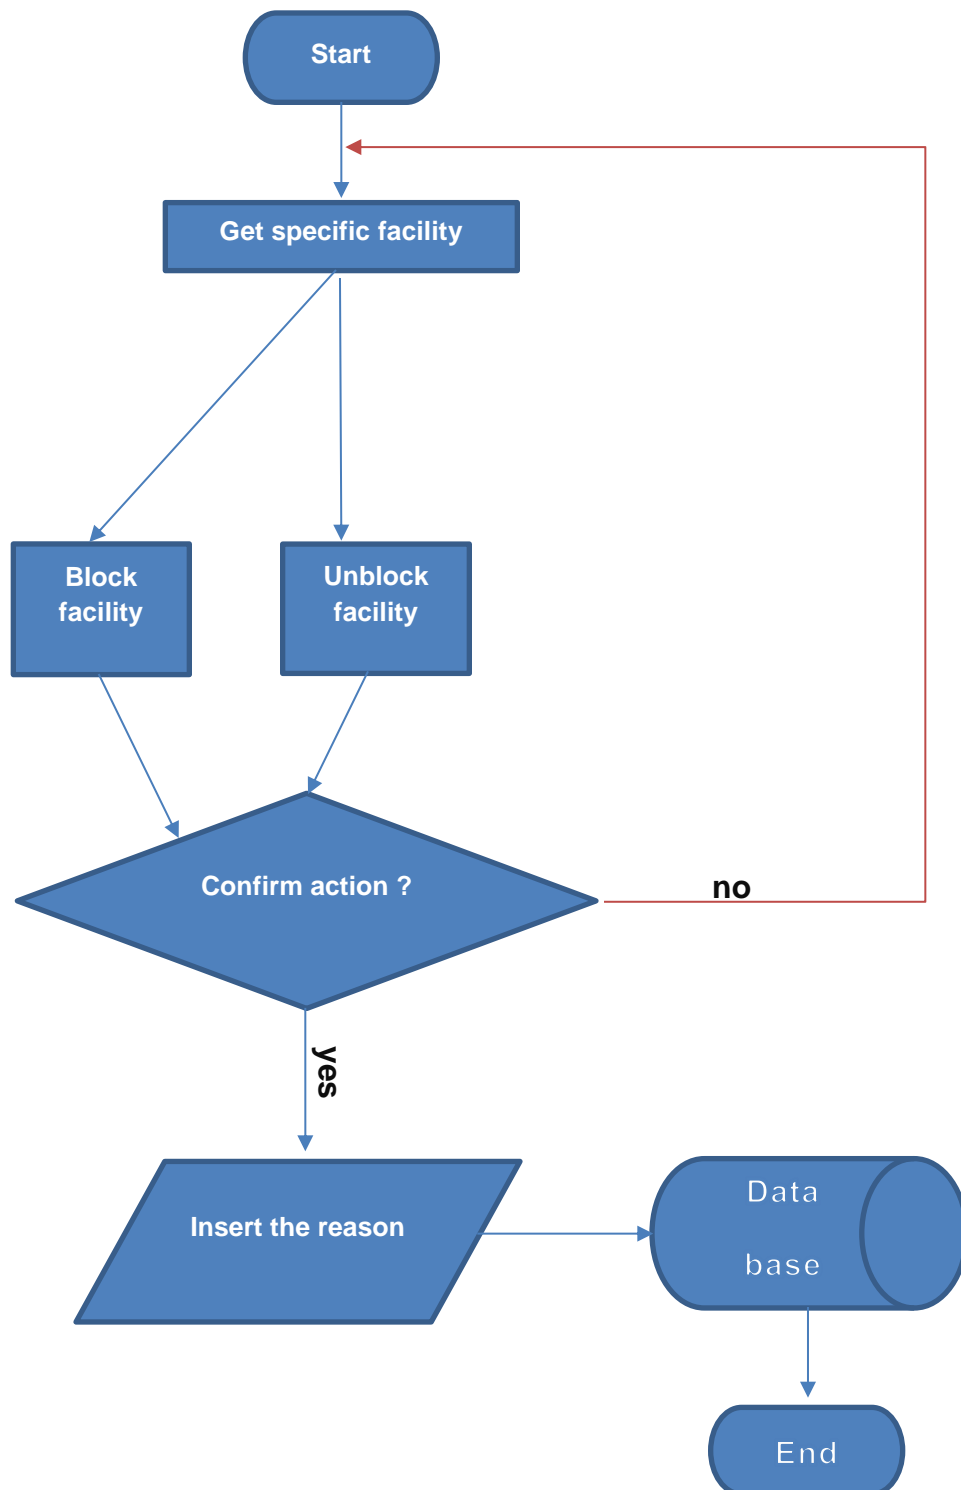 Start
Get specific facility
Block
facility
Unblock
facility
Confirm action ?
no
yes
Insert the reason
Data
base
End